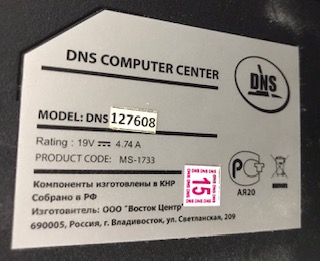 DNS COMPUTER CENTER
DNS
MODEL: DNS 127608
Rating : 19V ⎓ 4.74 A
PRODUCT CODE: MS-1733
Компоненты изготовлены в КНР
Собрано в РФ
Изготовитель: ООО "Восток Центр"
690005, Россия, г. Владивосток, ул. Светланская, 209
15
АЯ20